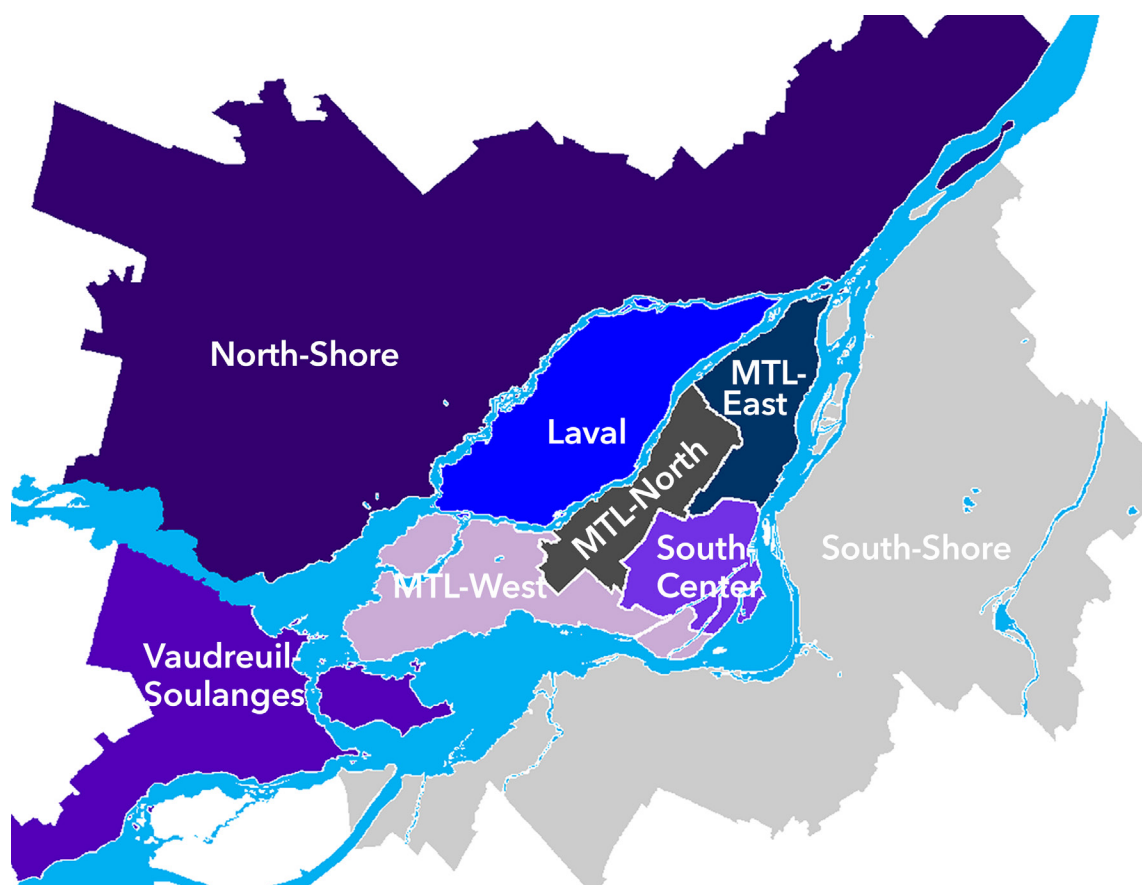 North-Shore
MTL-
East
Laval
MTL-North
South-
Center
South-Shore
MTL-West
Vaudreuil-
Soulanges